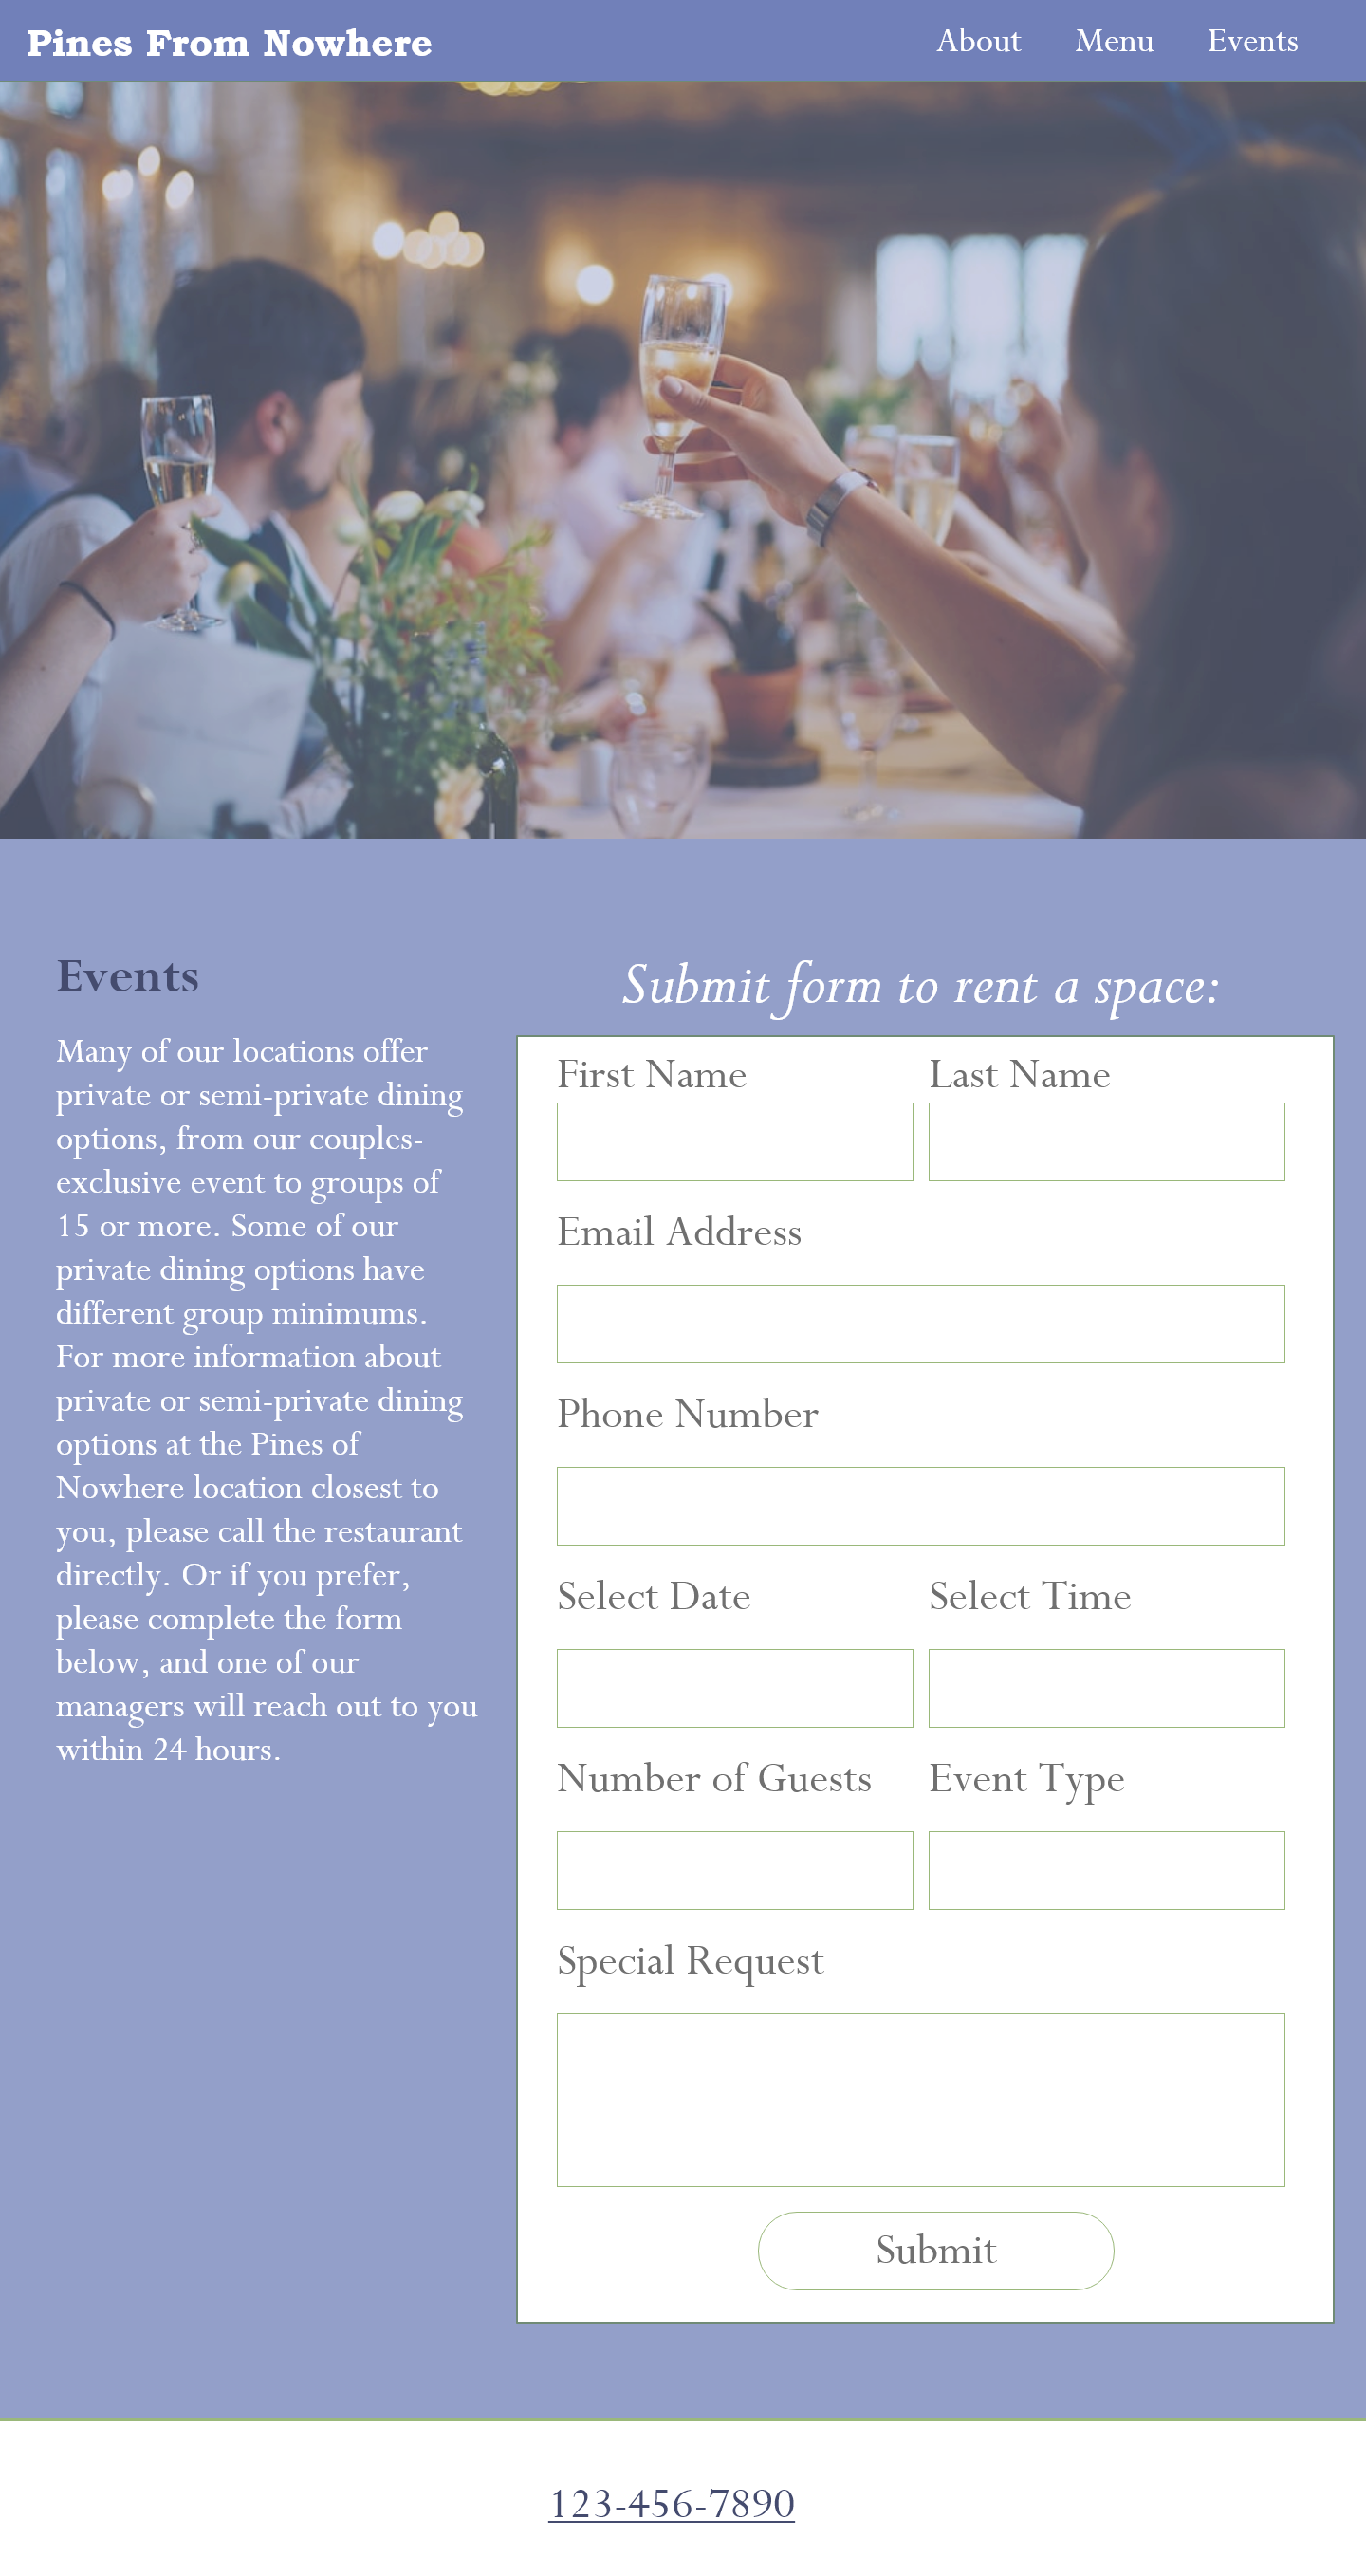 Pines From Nowhere
About Menu Events
Events
Many of our locations offer
private or semi-private dining
options, from our couples-
exclusive event to groups of
15 or more. Some of our
private dining options have
different group minimums.
For more information about
private or semi-private dining
options at the Pines of
Nowhere location closest to
you, please call the restaurant
directly. Or if you prefer,
please complete the form
below, and one of our
managers will reach out to you
within 24 hours.
Submit form to rent a space:
First Name Last Name
Email Address
Phone Number
Select Date Select Time
Number of Guests Event Type
Special Request
Submit
123-456-7890